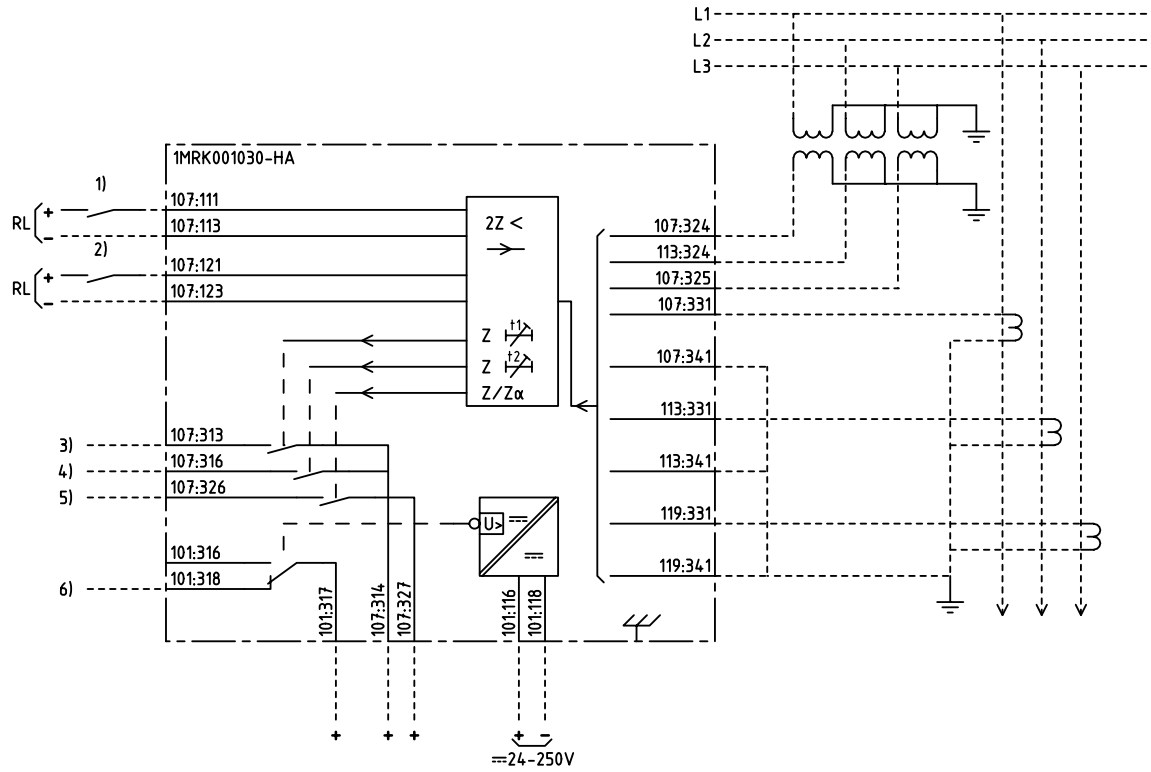 L1
L2
L3
1MRK001030-HA
1)
RL
+
107:111
-
107:113
2)
RL
+
107:121
-
107:123
2Z <
Z t1
Z t2
Z/Zα
107:324
113:324
107:325
107:331
107:341
113:331
113:341
119:331
119:341
3) 107:313
4) 107:316
5) 107:326
101:316
6) 101:318
U>
101:317
107:314
107:327
101:116
101:118
+ + + + -
24-250V